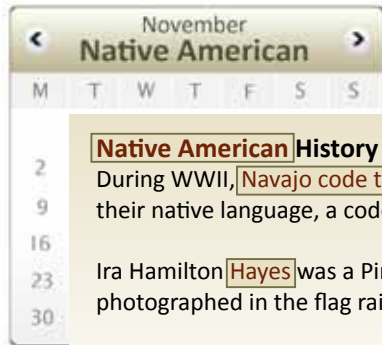 November
Native American
M T W T F S S
Native American History
2
During WWII, Navajo code t
9
their native language, a cod
16
Ira Hamilton Hayes was a Pi
23
photographed in the flag rai
30